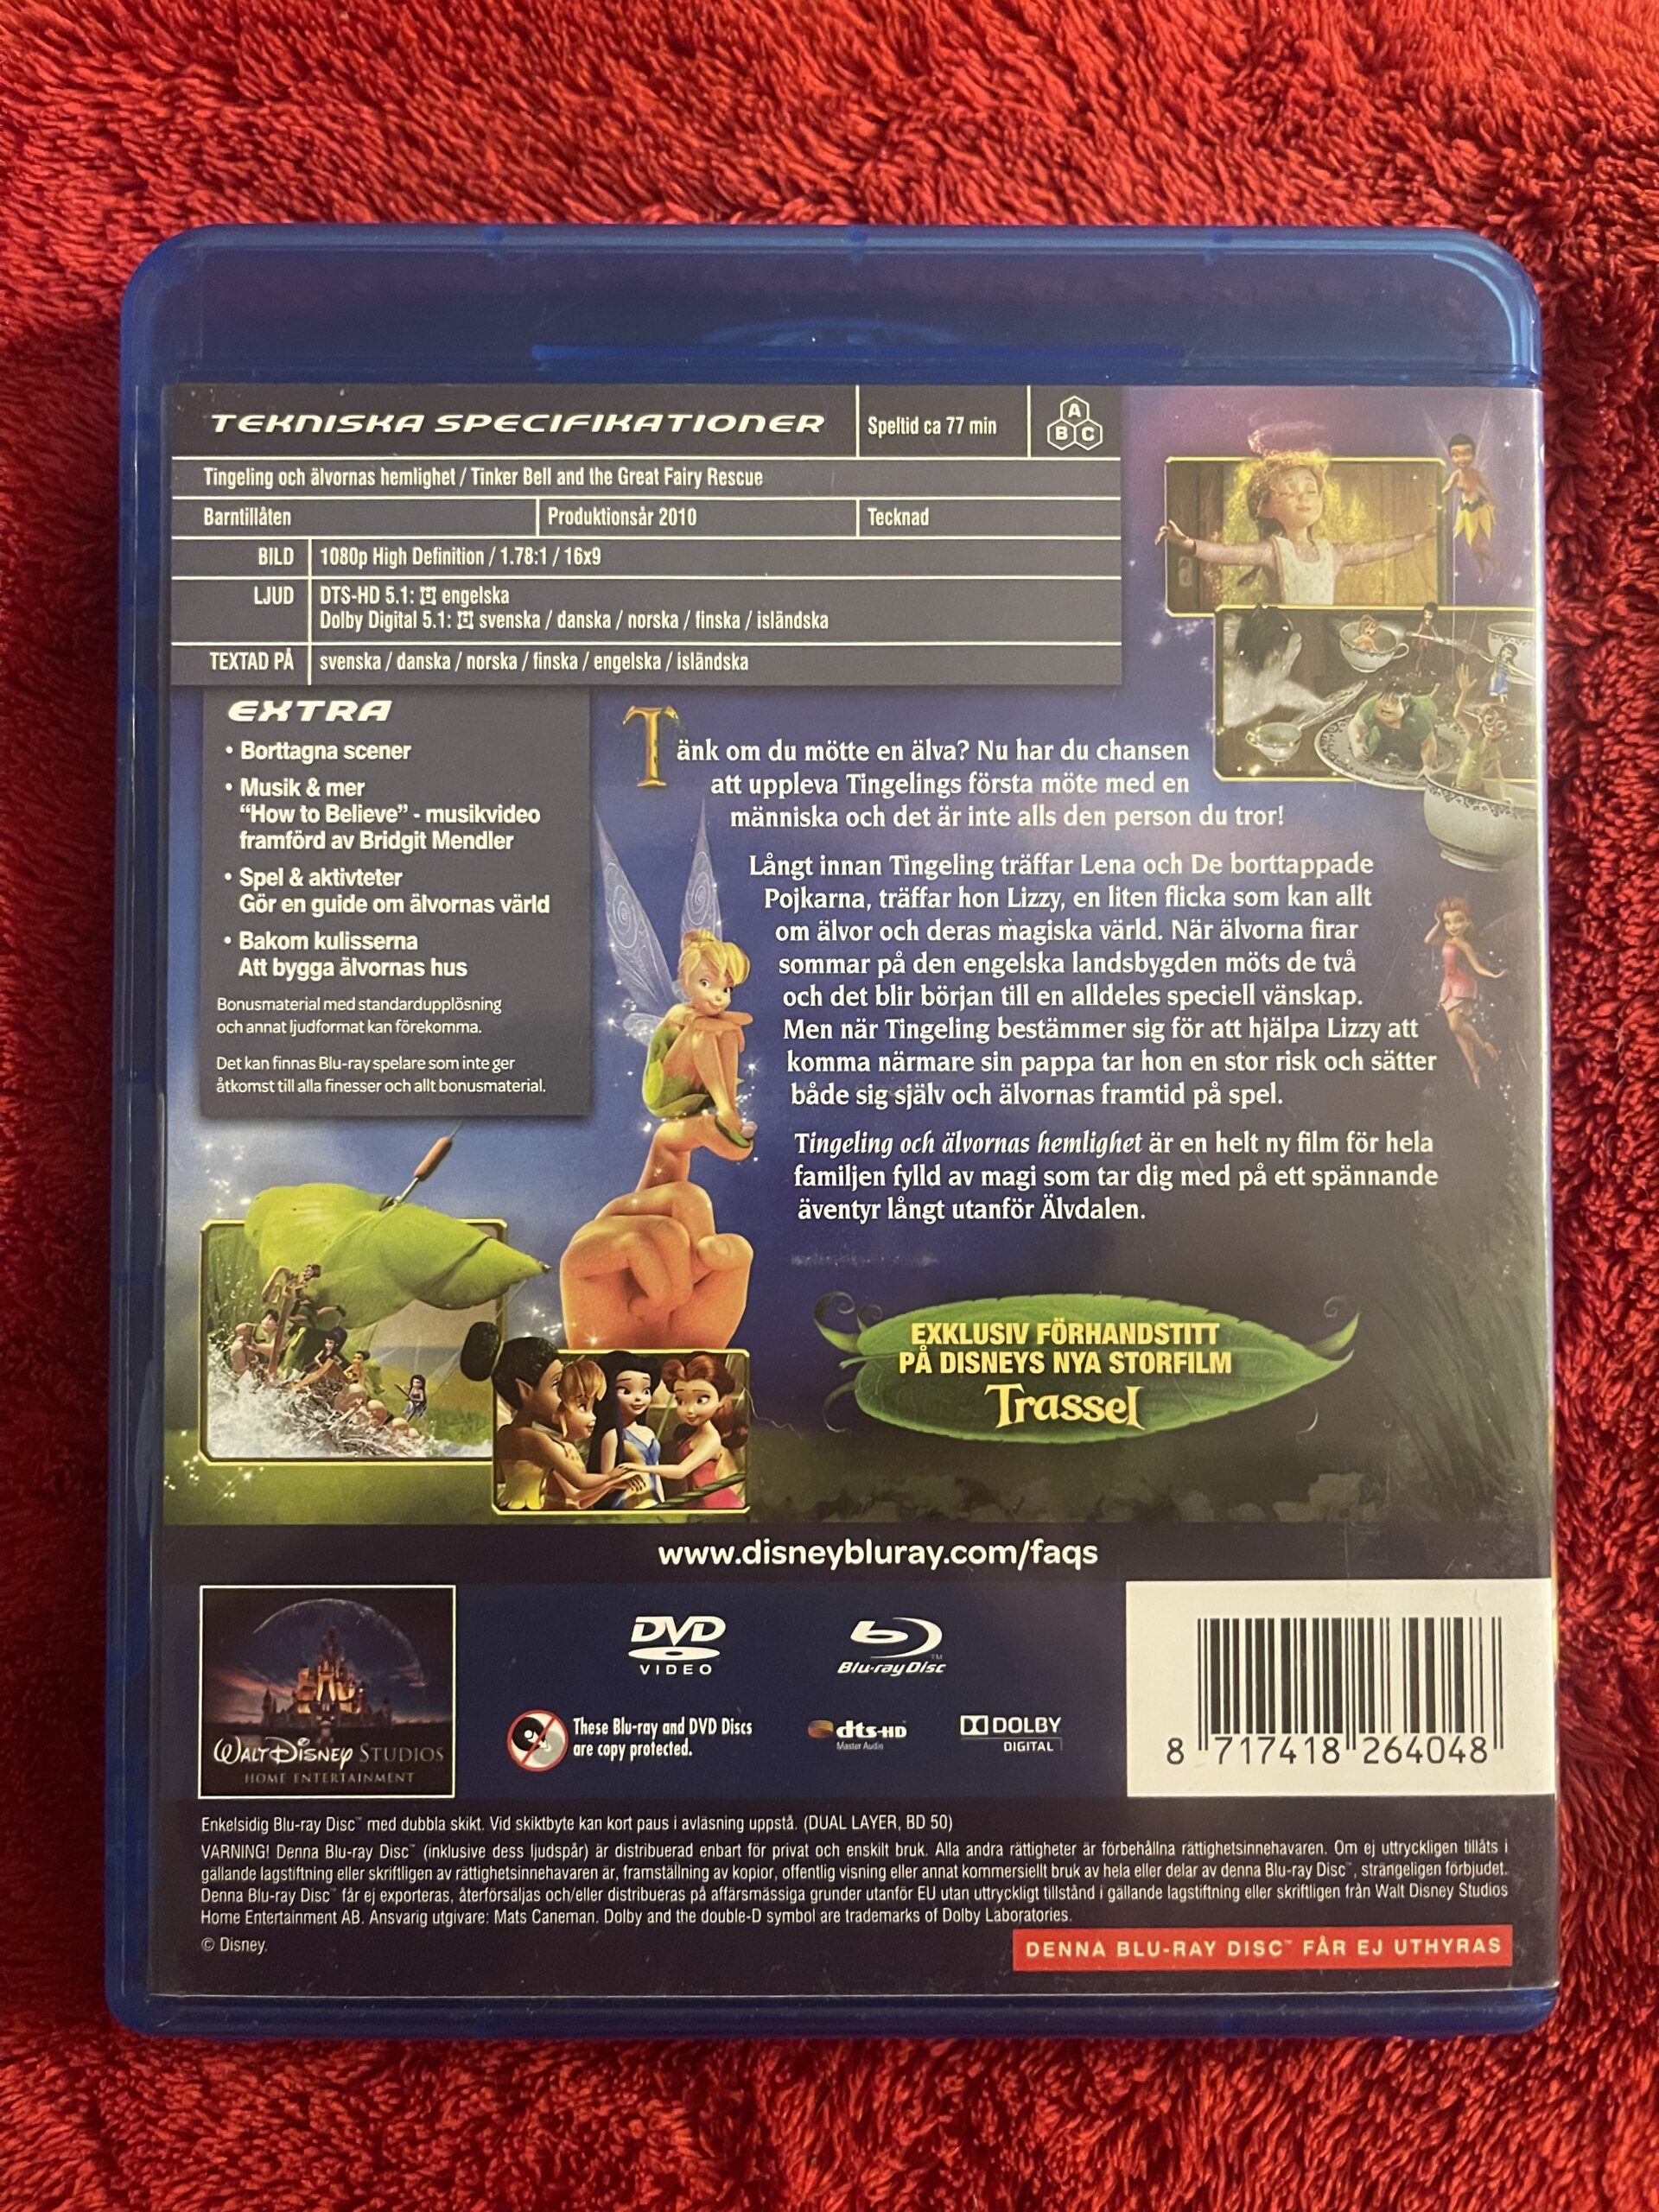 TEKNISKA SPECIFIKATIONER
Speltid ca 77 min
A
B C
Tingeling och älvornas hemlighet / Tinker Bell and the Great Fairy Rescue
Barntillåten
Produktionsår 2010
Tecknad
BILD
1080p High Definition / 1.78:1 / 16x9
LJUD
DTS-HD 5.1: engelska
Dolby Digital 5.1: svenska / danska / norska / finska / isländska
TEXTAD PÅ
svenska / danska / norska / finska / engelska / isländska
EXTRA
• Borttagna scener
• Musik & mer
“How to Believe” - musikvideo
framförd av Bridgit Mendler
• Spel & aktivteter
Gör en guide om älvornas värld
• Bakom kulisserna
Att bygga älvornas hus
Bonusmaterial med standardupplösning
och annat ljudformat kan förekomma.
Det kan finnas Blu-ray spelare som inte ger
åtkomst till alla finesser och allt bonusmaterial.
Tänk om du mötte en älva? Nu har du chansen
att uppleva Tingelings första möte med en
människa och det är inte alls den person du tror!
Långt innan Tingeling träffar Lena och De borttappade
Pojkarna, träffar hon Lizzy, en liten flicka som kan allt
om älvor och deras magiska värld. När älvorna firar
sommar på den engelska landsbygden möts de två
och det blir början till en alldeles speciell vänskap.
Men när Tingeling bestämmer sig för att hjälpa Lizzy att
komma närmare sin pappa tar hon en stor risk och sätter
både sig själv och älvornas framtid på spel.
Tingeling och älvornas hemlighet är en helt ny film för hela
familjen fylld av magi som tar dig med på ett spännande
äventyr långt utanför Älvdalen.
EXKLUSIV FÖRHANDSTITT
PÅ DISNEYS NYA STORFILM
Trassel
www.disneybluray.com/faqs
WALT DISNEY STUDIOS
HOME ENTERTAINMENT
DVD
VIDEO
Blu-ray Disc™
These Blu-ray and DVD Discs
are copy protected.
dts-HD
Master Audio
DOLBY
DIGITAL
8 717418 264048
Enkelsidig Blu-ray Disc™ med dubbla skikt. Vid skiktbyte kan kort paus i avläsning uppstå. (DUAL LAYER, BD 50)
VARNING! Denna Blu-ray Disc™ (inklusive dess ljudspår) är distribuerad enbart för privat och enskilt bruk. Alla andra rättigheter är förbehållna rättighetsinnehavaren. Om ej uttryckligen tillåts i
gällande lagstiftning eller skriftligen av rättighetsinnehavaren är, framställning av kopior, offentlig visning eller annat kommersiellt bruk av hela eller delar av denna Blu-ray Disc™, strängeligen förbjudet.
Denna Blu-ray Disc™ får ej exporteras, återförsäljas och/eller distribueras på affärsmässiga grunder utanför EU utan uttryckligt tillstånd i gällande lagstiftning eller skriftligen från Walt Disney Studios
Home Entertainment AB. Ansvarig utgivare: Mats Caneman. Dolby and the double-D symbol are trademarks of Dolby Laboratories.
© Disney.
DENNA BLU-RAY DISC™ FÅR EJ UTHYRAS